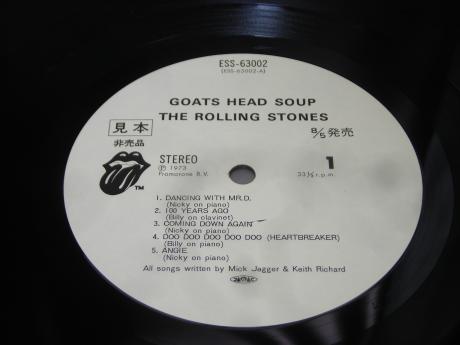 ESS-63002
(ESS-63002-A)
GOATS HEAD SOUP
THE ROLLING STONES
見本
非売品
8/5発売
STEREO
Ⓟ 1973
Promotone B.V.
1
33⅓ r.p.m.
TM
1. DANCING WITH MR.D.
(Nicky on piano)
2. 100 YEARS AGO
(Billy on clavinet)
3. COMING DOWN AGAIN
(Nicky on piano)
4. DOO DOO DOO DOO DOO (HEARTBREAKER)
(Billy on piano)
5. ANGIE
(Nicky on piano)
All songs written by Mick Jagger & Keith Richard